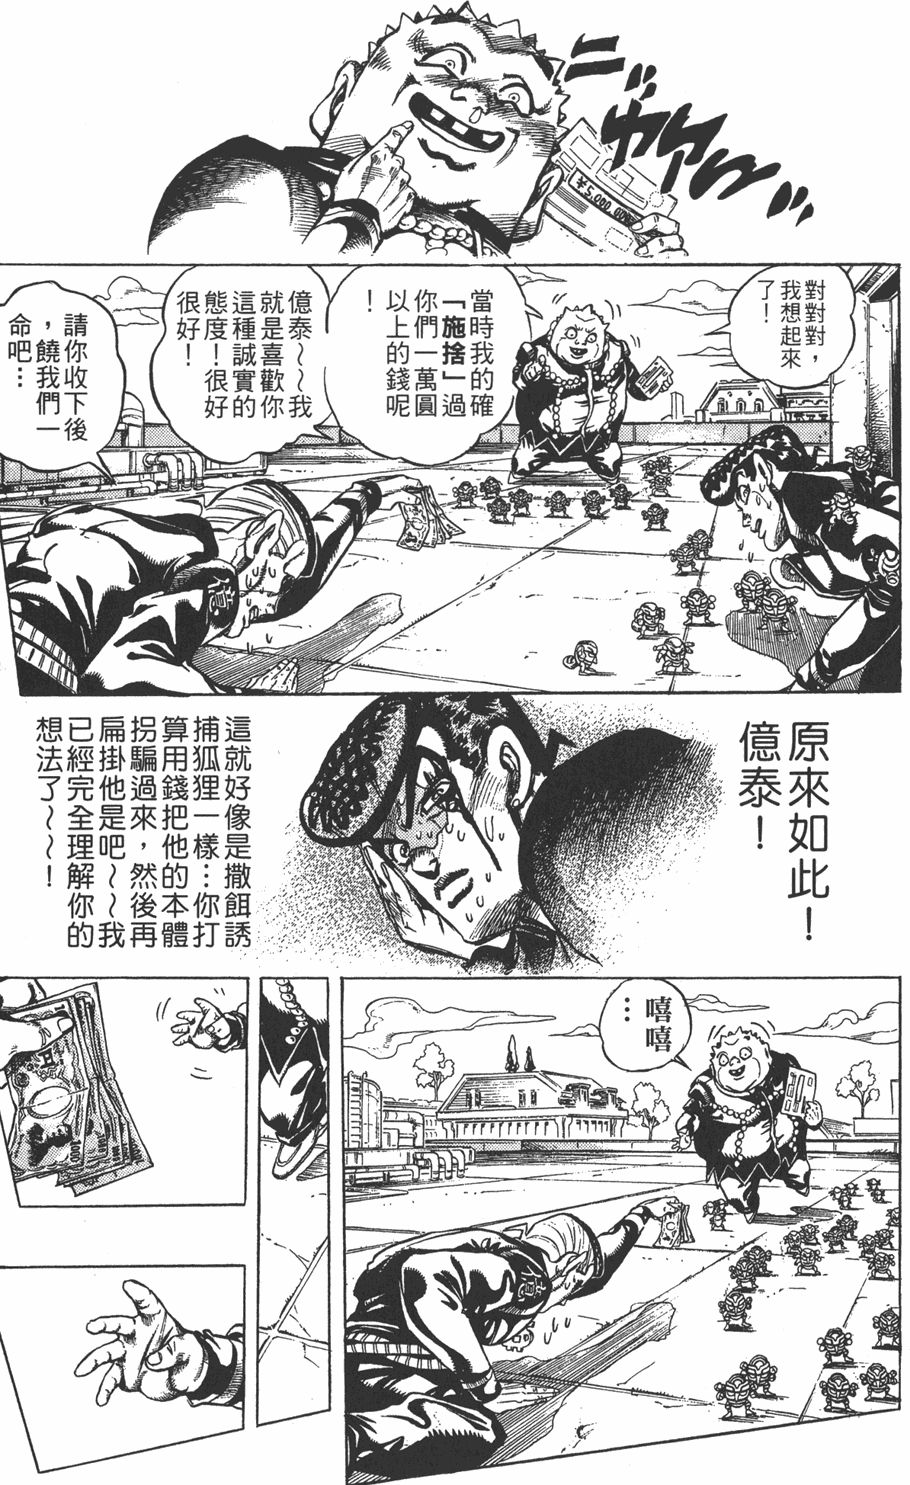 ニヤアァーッ
¥5,000,000
對對對，
我想起來
了！
當時我的確
「施捨」過
你們一萬圓
以上的錢呢
！
億泰～～我
就是喜歡你
這種誠實的
態度！很好
很好！
請你收下後
，饒我們一
命吧…
原來如此！
億泰！
這就好像是撒餌誘
捕狐狸一樣…你打
算用錢把他的本體
拐騙過來，然後再
扁掛他是吧～～我
已經完全理解你的
想法了～～！
嘻嘻
…
億